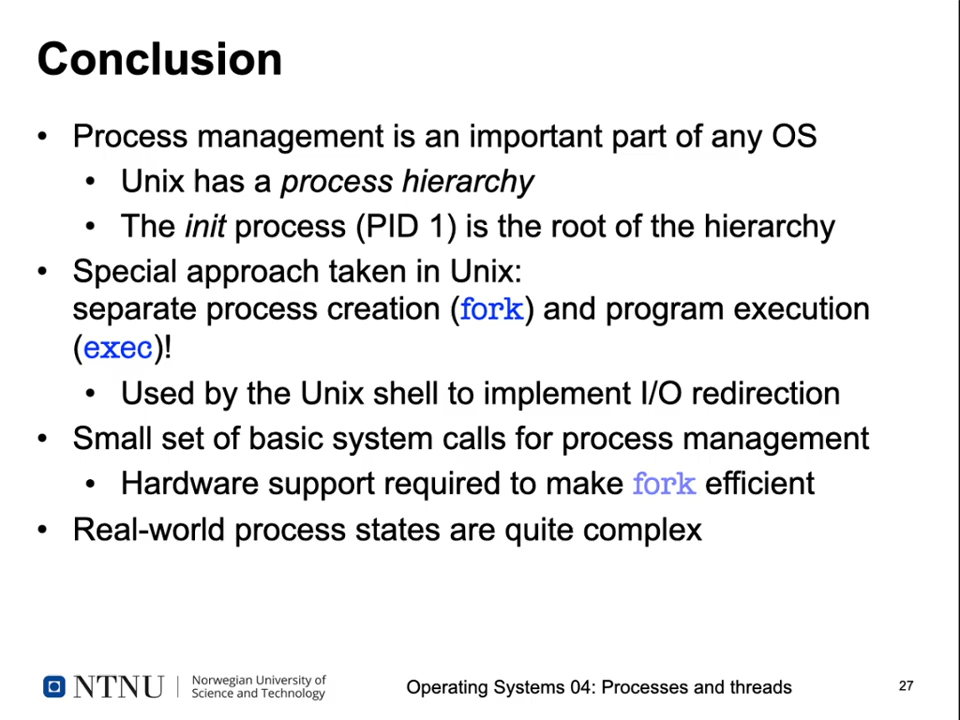 Conclusion
• Process management is an important part of any OS
• Unix has a process hierarchy
• The init process (PID 1) is the root of the hierarchy
• Special approach taken in Unix:
separate process creation (fork) and program execution
(exec)!
• Used by the Unix shell to implement I/O redirection
• Small set of basic system calls for process management
• Hardware support required to make fork efficient
• Real-world process states are quite complex
NTNU
Norwegian University of
Science and Technology
Operating Systems 04: Processes and threads
27